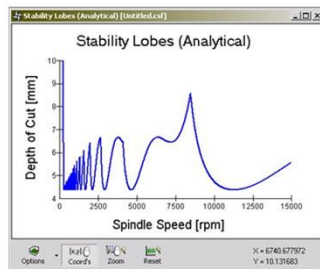 Stability Lobes (Analytical) [Untitled.csf]
Stability Lobes (Analytical)
Depth of Cut [mm]
10
9
8
7
6
5
4
0
2500
5000
7500
10000
12500
15000
Spindle Speed [rpm]
Options
(x,y)
Coord's
Zoom
Reset
X = 6740.677972
Y = 10.131683